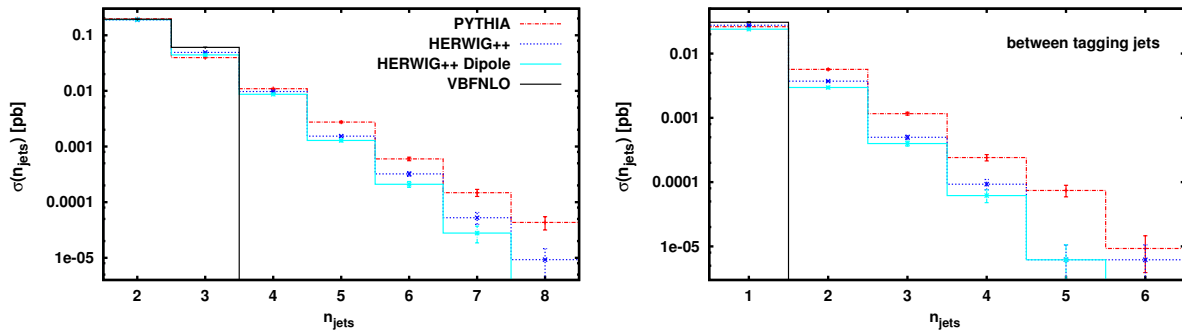 0.1
0.01
0.001
0.0001
1e-05
σ(n_jets) [pb]
2 3 4 5 6 7 8
n_jets
PYTHIA
HERWIG++
HERWIG++ Dipole
VBFNLO
0.01
0.001
0.0001
1e-05
σ(n_jets) [pb]
1 2 3 4 5 6
n_jets
between tagging jets